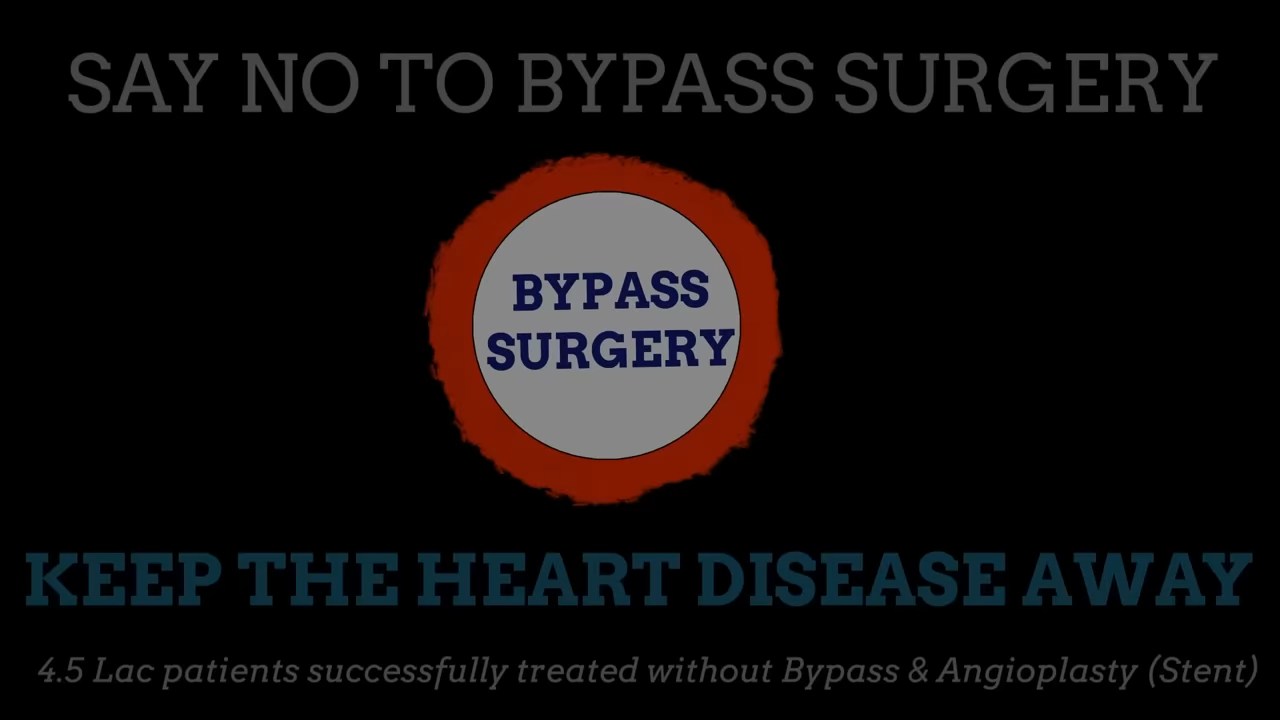 SAY NO TO BYPASS SURGERY
BYPASS
SURGERY
KEEP THE HEART DISEASE AWAY
4.5 Lac patients successfully treated without Bypass & Angioplasty (Stent)